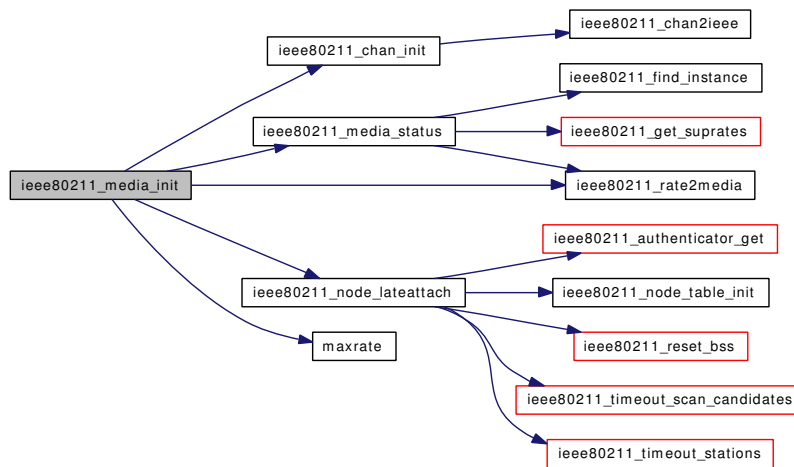 ieee80211_chan2ieee
ieee80211_chan_init
ieee80211_find_instance
ieee80211_media_status
ieee80211_get_suprates
ieee80211_media_init
ieee80211_rate2media
ieee80211_authenticator_get
ieee80211_node_lateattach
ieee80211_node_table_init
maxrate
ieee80211_reset_bss
ieee80211_timeout_scan_candidates
ieee80211_timeout_stations